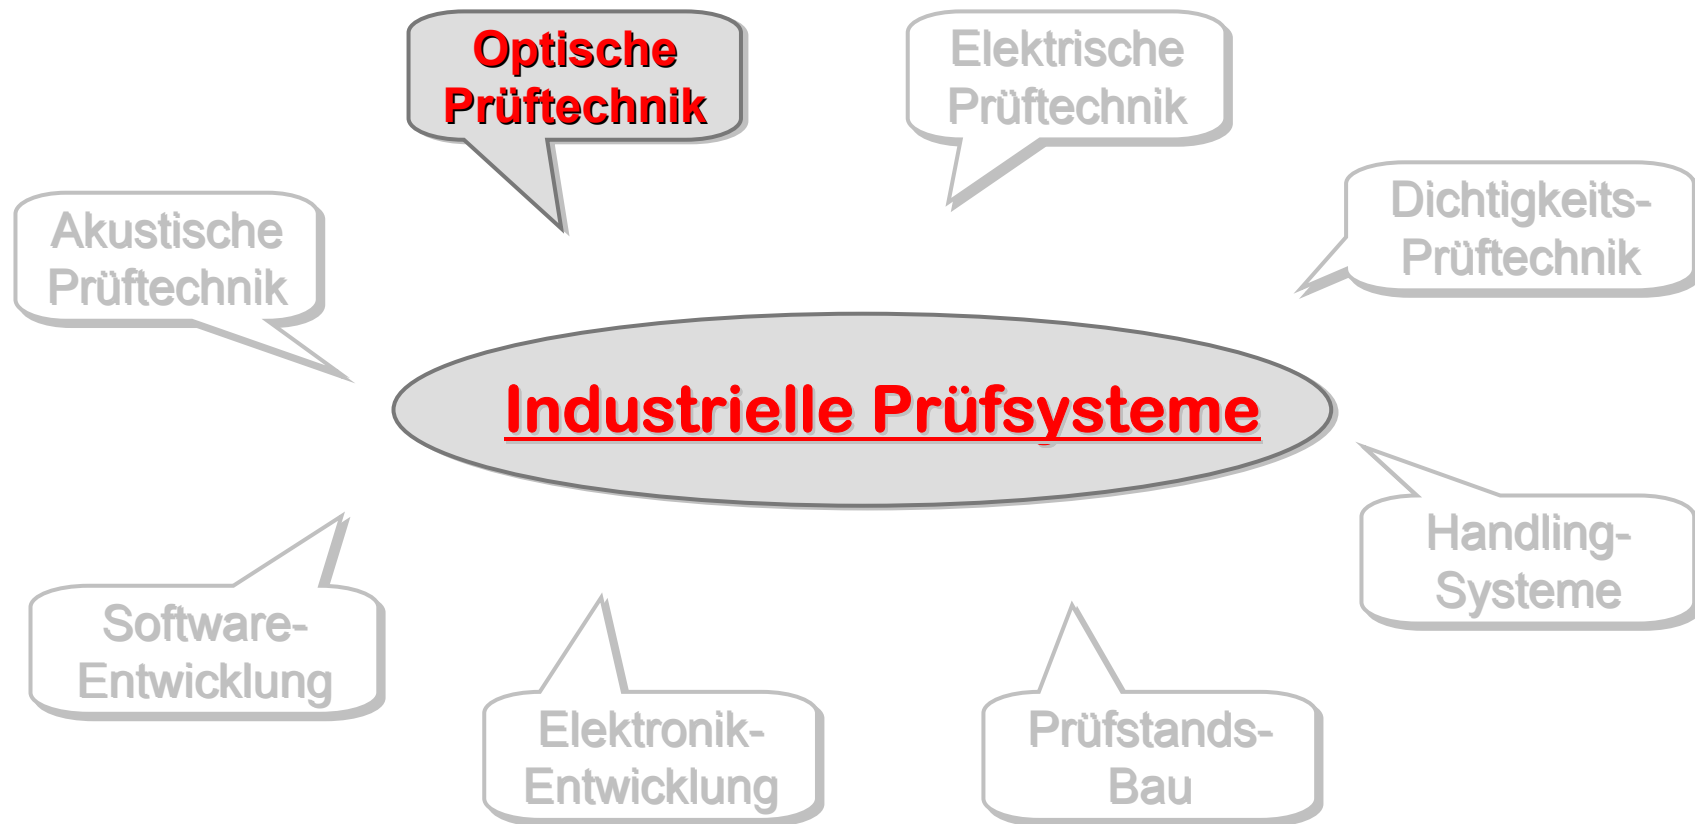 Optische
Prüftechnik
Elektrische
Prüftechnik
Dichtigkeits-
Prüftechnik
Akustische
Prüftechnik
Industrielle Prüfsysteme
Handling-
Systeme
Software-
Entwicklung
Elektronik-
Entwicklung
Prüfstands-
Bau